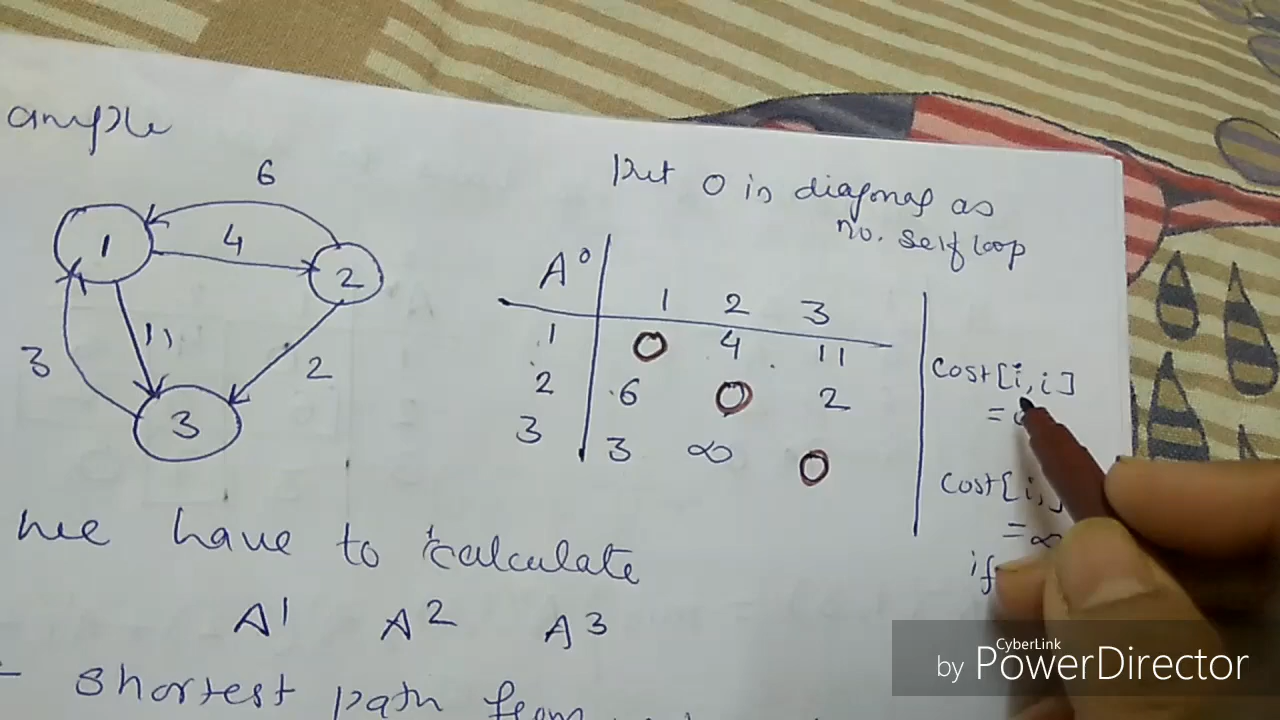 ample
6
1
4
2
11
3
2
3
Put 0 in diagonal as
no. self loop
A⁰ 1 2 3
1 0 4 11
2 6 0 2
3 3 ∞ 0
cost[i,i]
=
cost[i,
= ∞
if
we have to calculate
A¹ A² A³
shortest path from
CyberLink
by PowerDirector